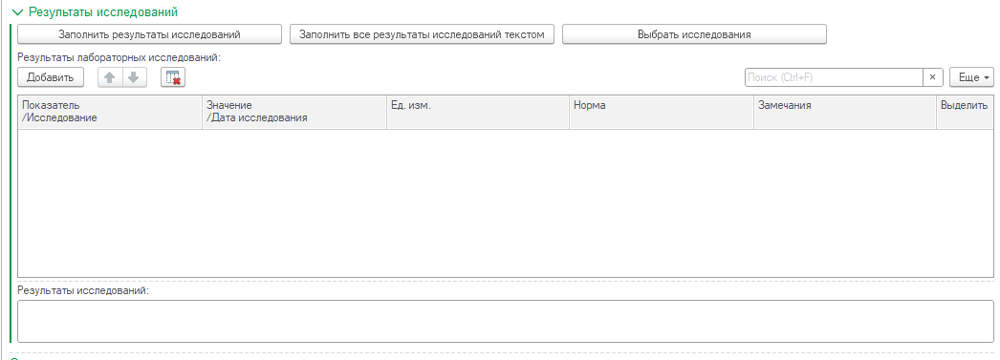 Результаты исследований
Заполнить результаты исследований
Заполнить все результаты исследований текстом
Выбрать исследования
Результаты лабораторных исследований:
Добавить
Поиск (Ctrl+F)
×
Еще
Показатель
/Исследование
Значение
/Дата исследования
Ед. изм.
Норма
Замечания
Выделить
Результаты исследований: